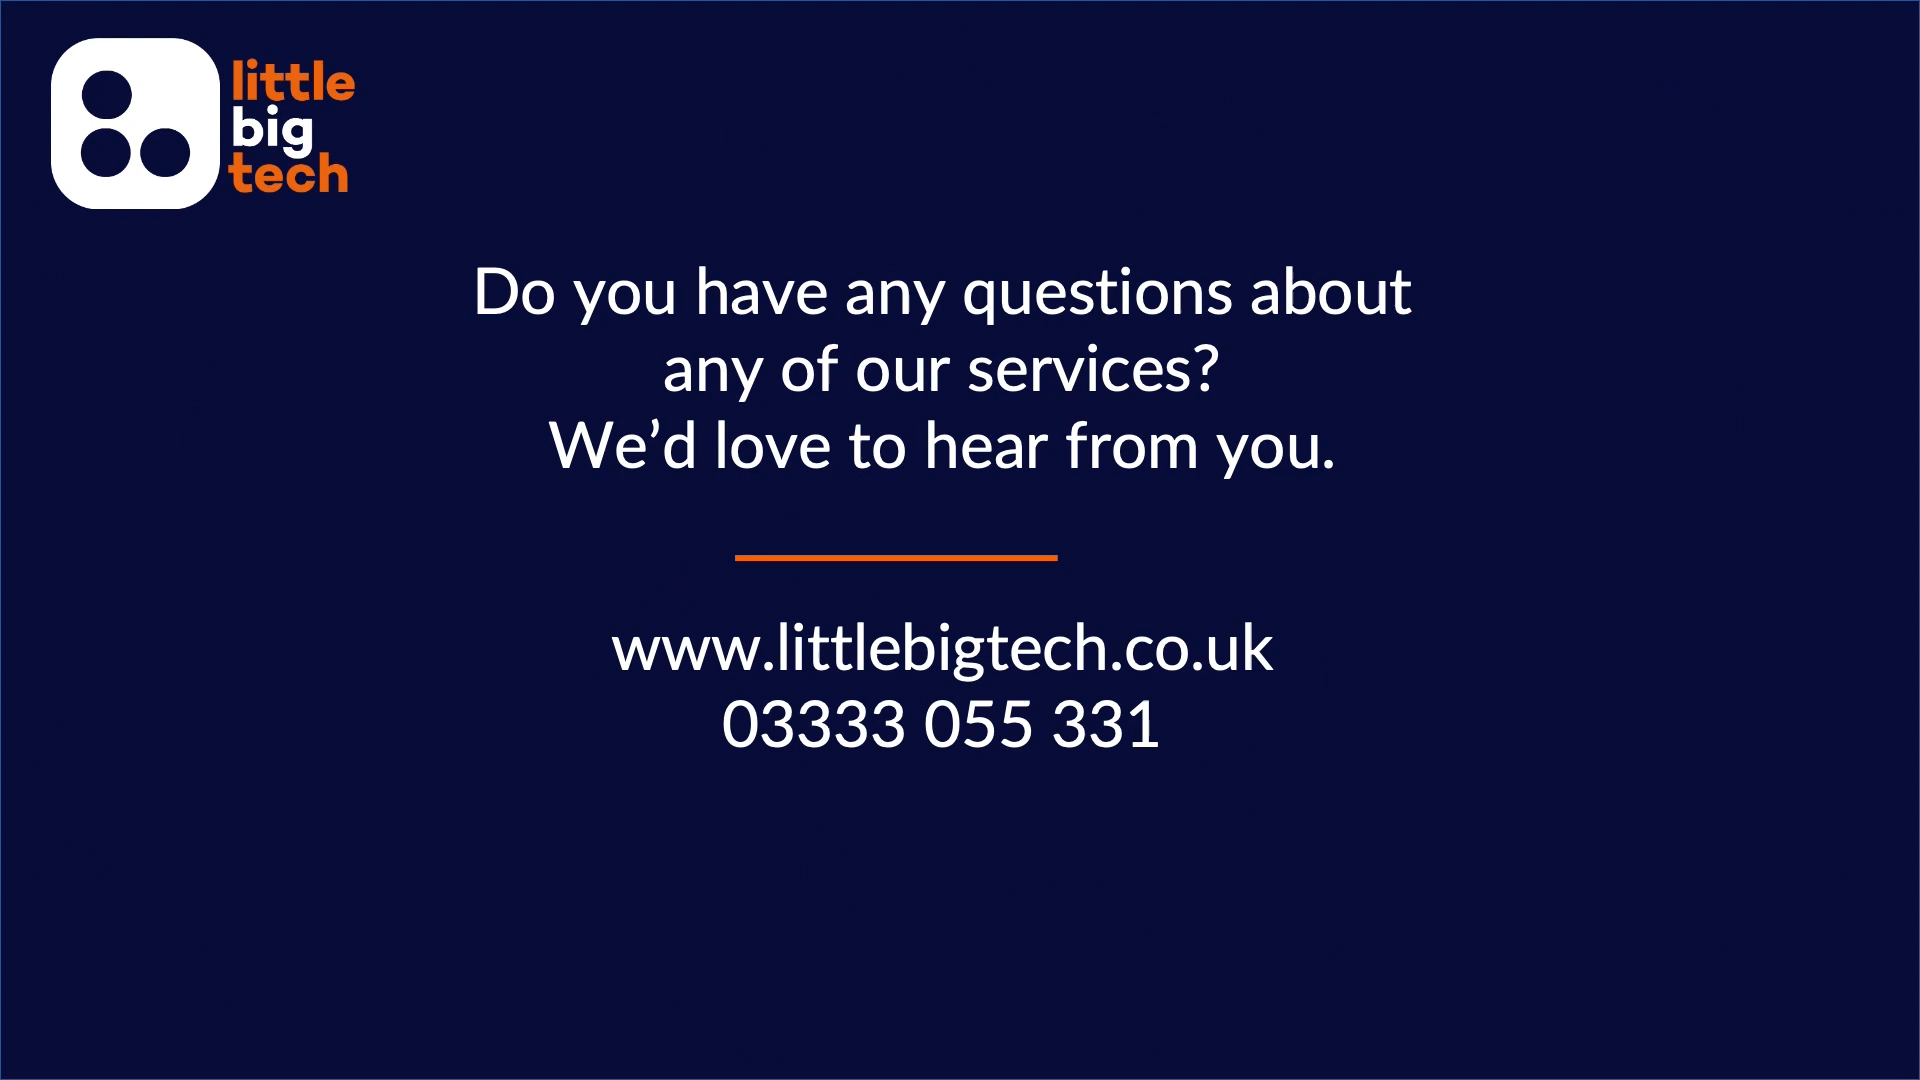 little
big
tech
Do you have any questions about
any of our services?
We’d love to hear from you.
www.littlebigtech.co.uk
03333 055 331